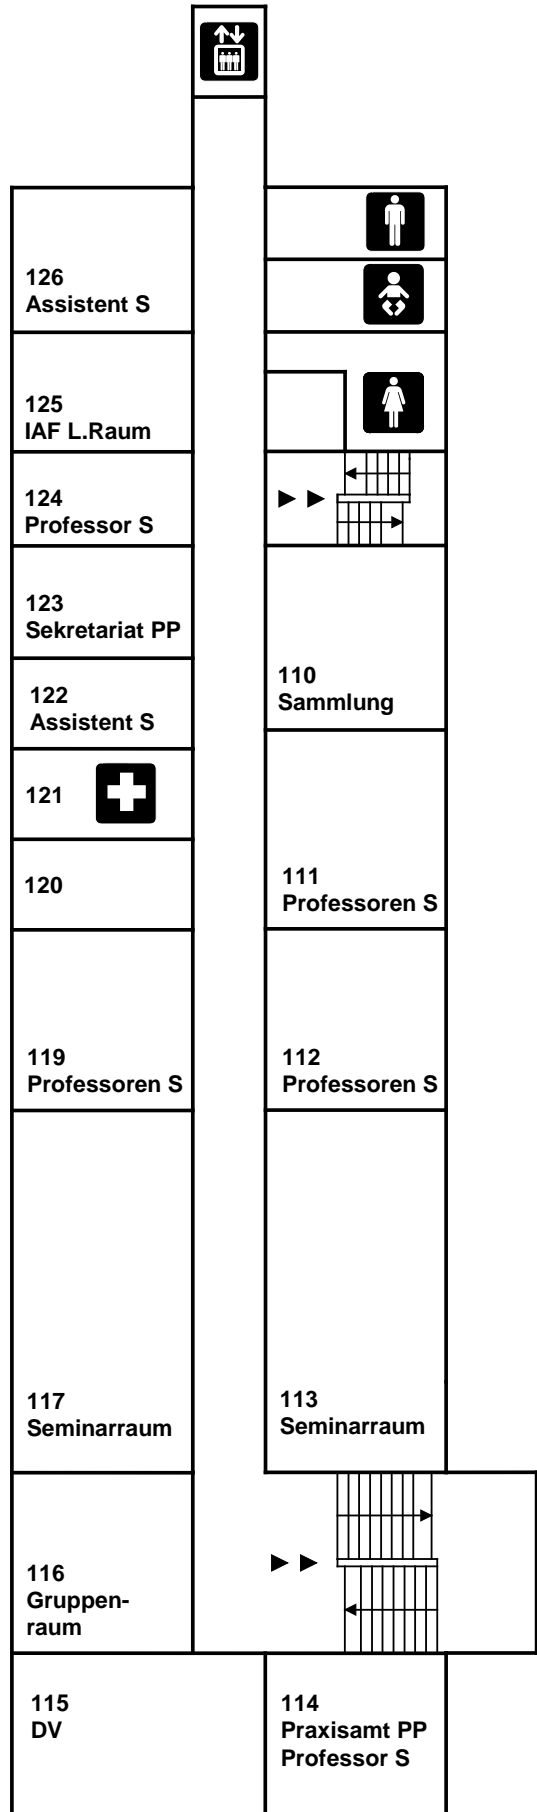 126
Assistent S
125
IAF L.Raum
124
Professor S
123
Sekretariat PP
110
Sammlung
122
Assistent S
121
120
111
Professoren S
119
Professoren S
112
Professoren S
117
Seminarraum
113
Seminarraum
116
Gruppen-
raum
115
DV
114
Praxisamt PP
Professor S